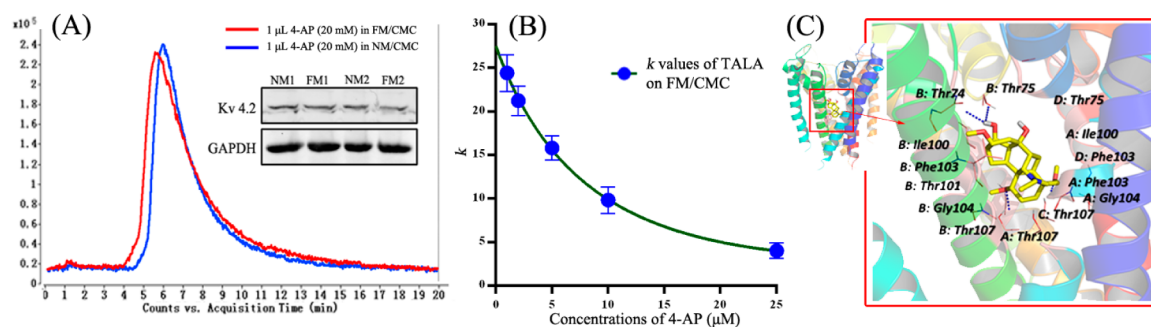 (A)
x10 5
1 μL 4-AP (20 mM) in FM/CMC
1 μL 4-AP (20 mM) in NM/CMC
2.4
2.2
2
1.8
1.6
1.4
1.2
1
0.8
0.6
0.4
0.2
0
NM1 FM1 NM2 FM2
Kv 4.2
GAPDH
0 1 2 3 4 5 6 7 8 9 10 11 12 13 14 15 16 17 18 19 20
Counts vs. Acquisition Time (min)
(B)
k values of TALA
on FM/CMC
k
30
25
20
15
10
5
0
0 5 10 15 20 25
Concentrations of 4-AP (μM)
(C)
B: Thr74
B: Thr75
D: Thr75
A: Ile100
B: Ile100
D: Phe103
B: Phe103
A: Phe103
B: Thr101
A: Gly104
B: Gly104
C: Thr107
B: Thr107
A: Thr107